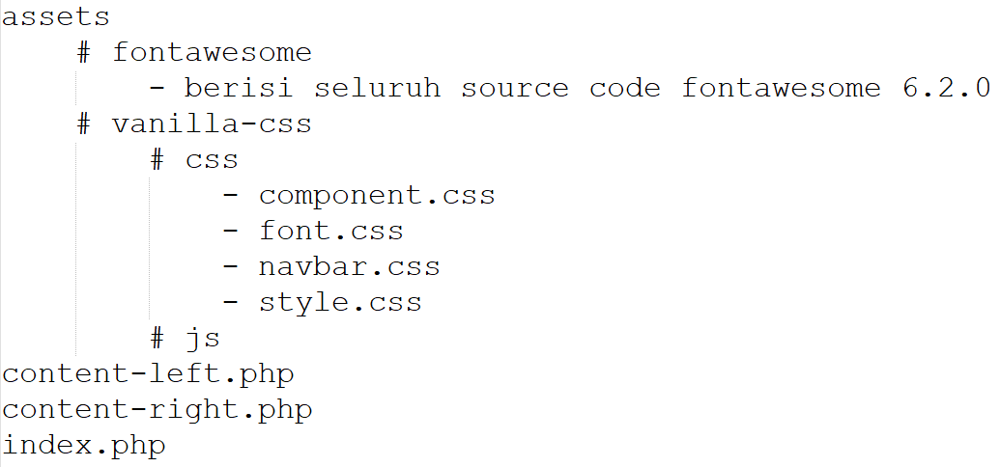 assets
# fontawesome
- berisi seluruh source code fontawesome 6.2.0
# vanilla-css
# css
- component.css
- font.css
- navbar.css
- style.css
# js
content-left.php
content-right.php
index.php